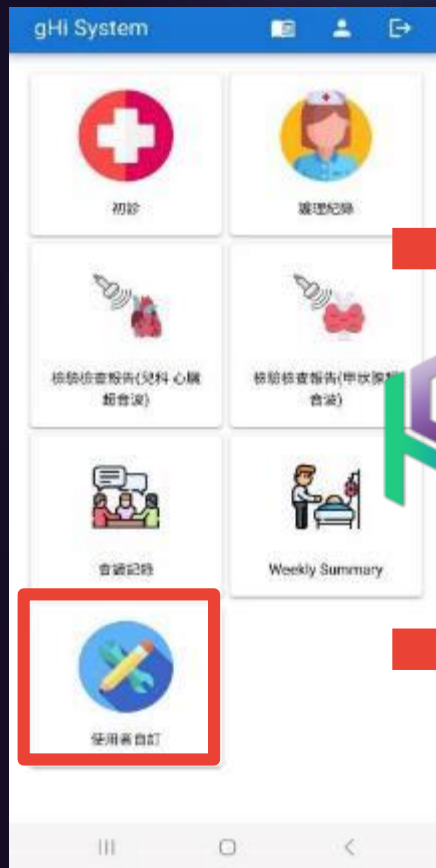 gHi System
初診
護理紀錄
檢驗檢查報告(兒科 心臟
超音波)
檢驗檢查報告(甲狀腺
音波)
會議記錄
Weekly Summary
使用者自訂